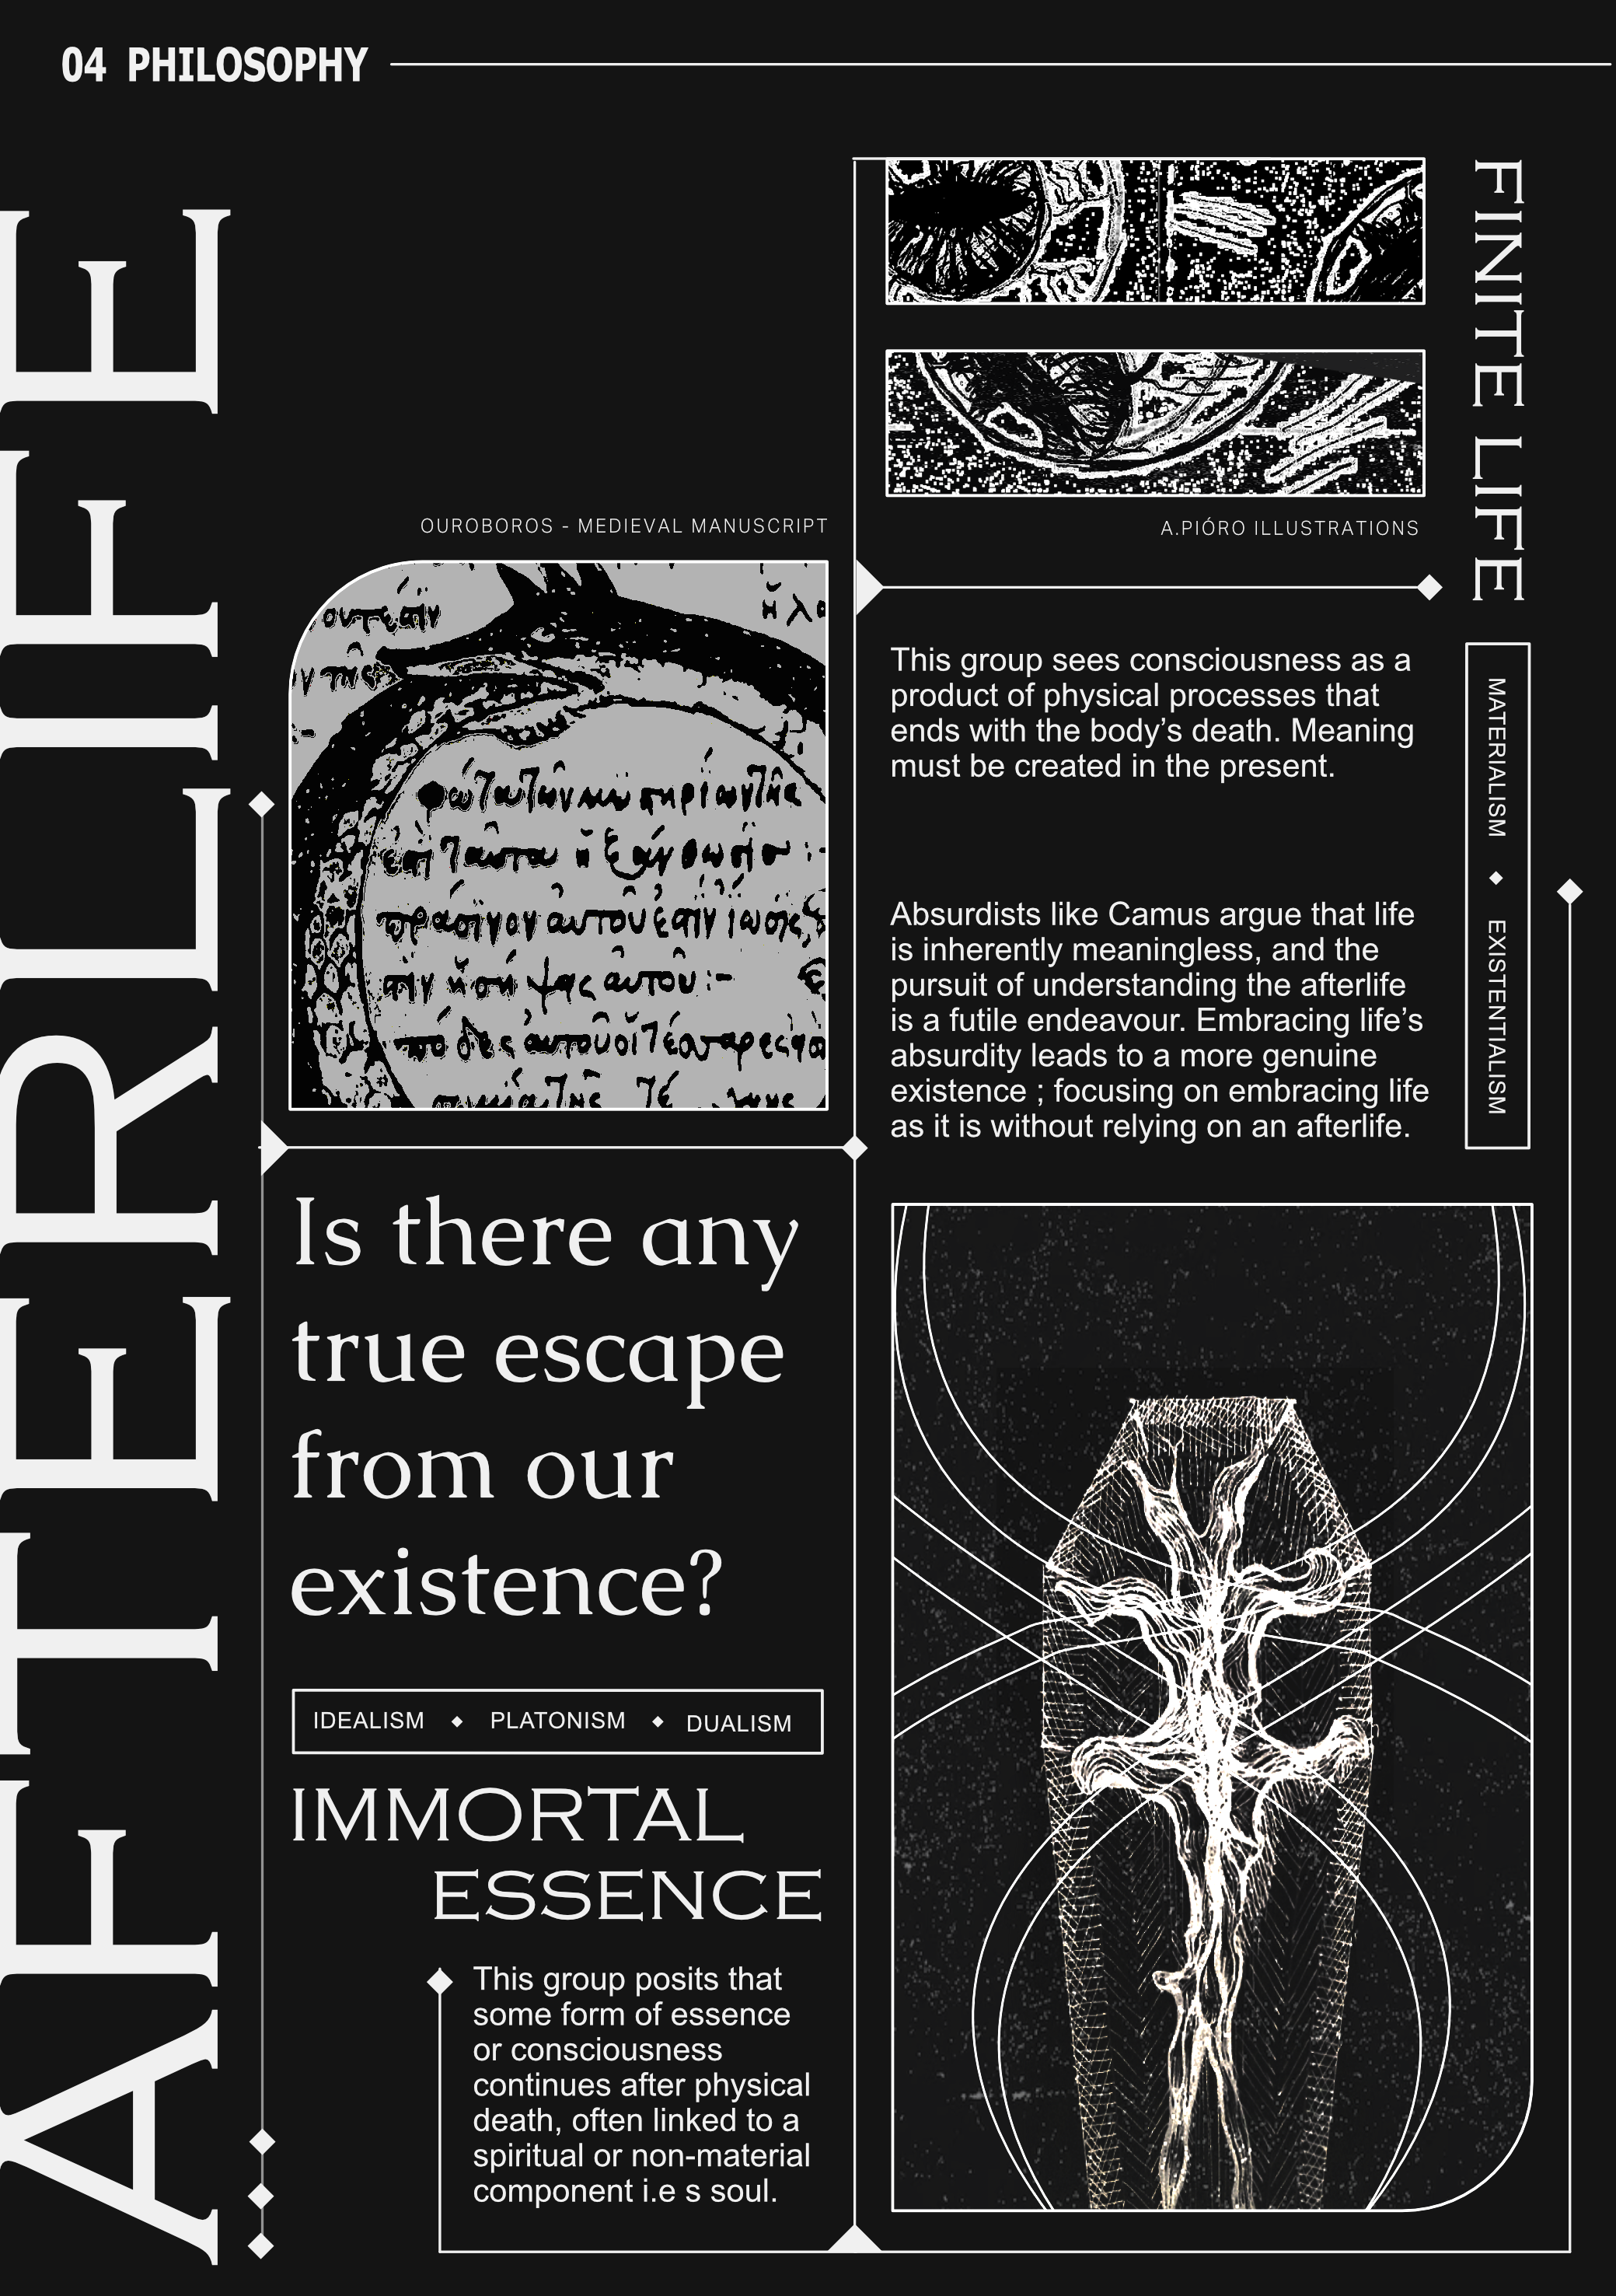 04 PHILOSOPHY
AFTERLIFE
OUROBOROS - MEDIEVAL MANUSCRIPT
Is there any
true escape
from our
existence?
IDEALISM ◆ PLATONISM ◆ DUALISM
IMMORTAL
ESSENCE
This group posits that
some form of essence
or consciousness
continues after physical
death, often linked to a
spiritual or non-material
component i.e s soul.
FINITE LIFE
A.PIÓRO ILLUSTRATIONS
This group sees consciousness as a
product of physical processes that
ends with the body’s death. Meaning
must be created in the present.
MATERIALISM ◆ EXISTENTIALISM
Absurdists like Camus argue that life
is inherently meaningless, and the
pursuit of understanding the afterlife
is a futile endeavour. Embracing life’s
absurdity leads to a more genuine
existence ; focusing on embracing life
as it is without relying on an afterlife.